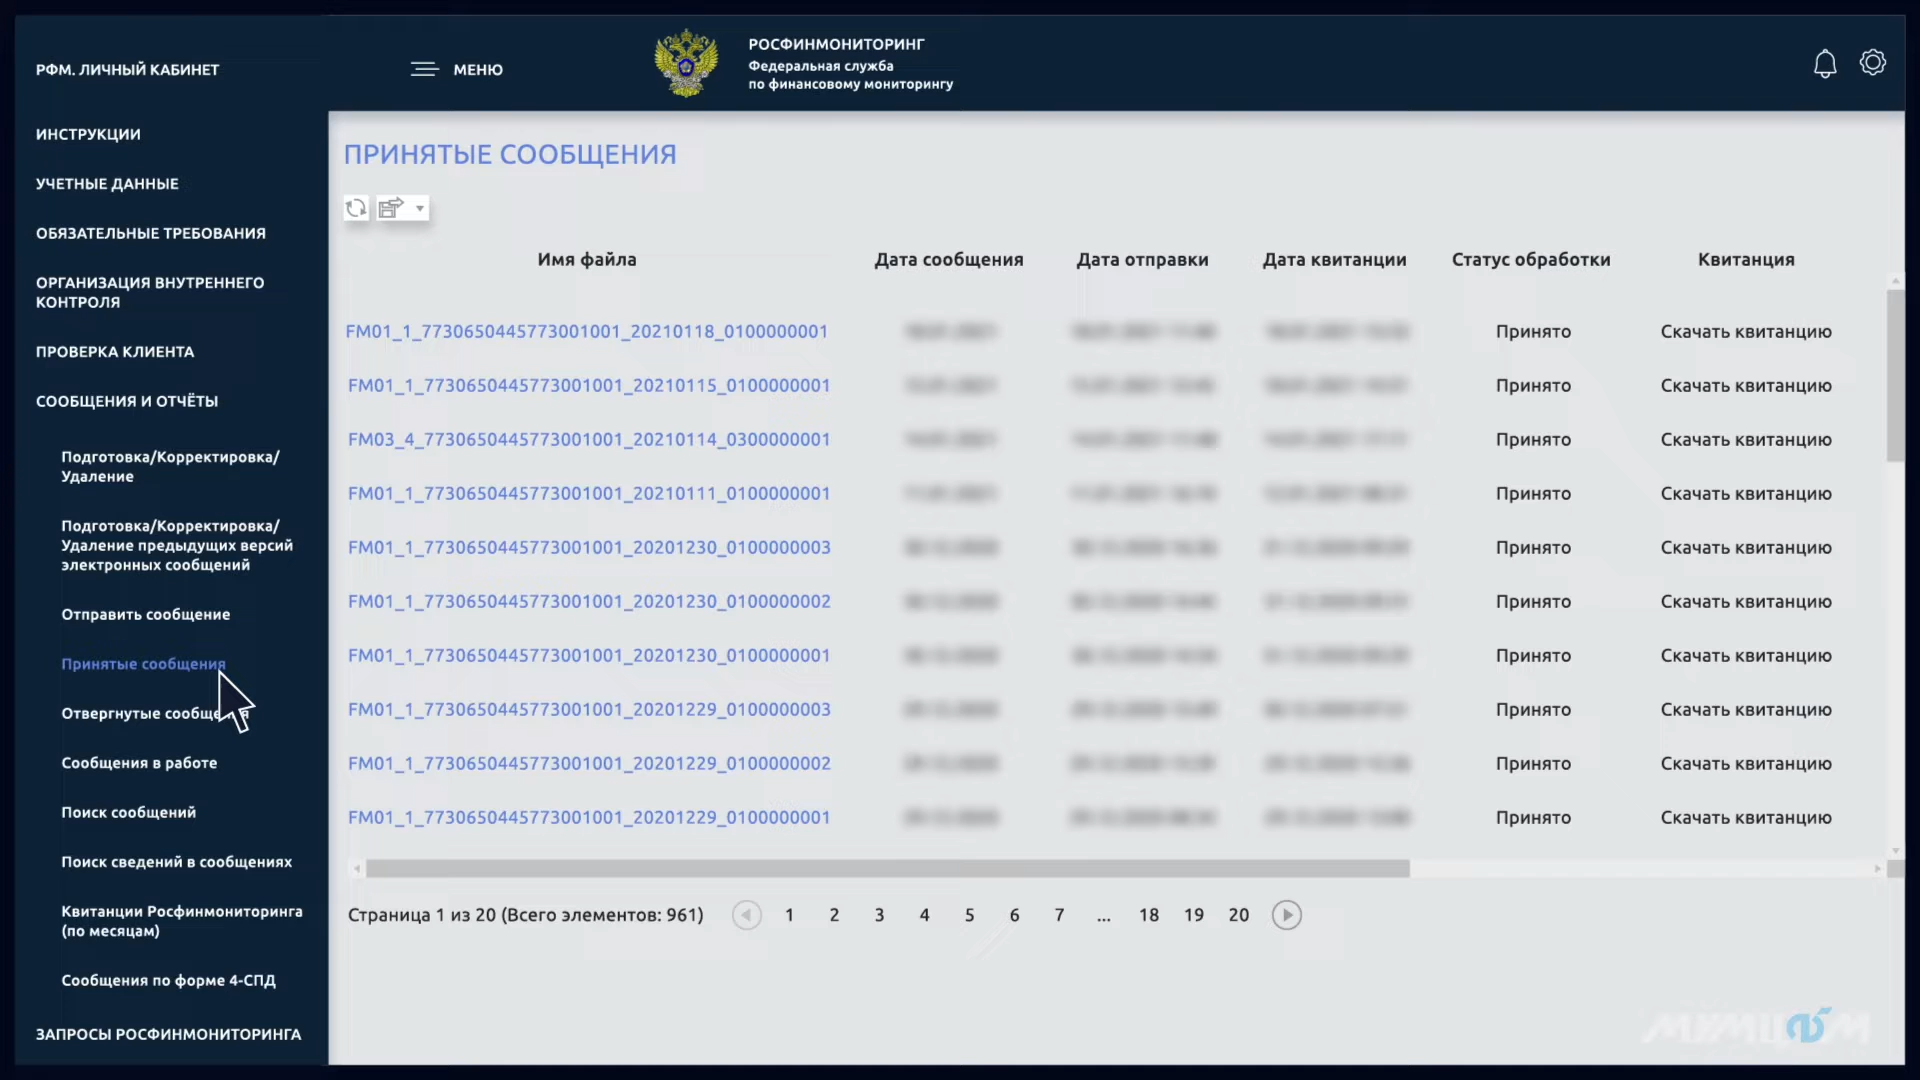 РФМ. ЛИЧНЫЙ КАБИНЕТ
МЕНЮ
РОСФИНМОНИТОРИНГ
Федеральная служба
по финансовому мониторингу
ИНСТРУКЦИИ
УЧЕТНЫЕ ДАННЫЕ
ОБЯЗАТЕЛЬНЫЕ ТРЕБОВАНИЯ
ОРГАНИЗАЦИЯ ВНУТРЕННЕГО
КОНТРОЛЯ
ПРОВЕРКА КЛИЕНТА
СООБЩЕНИЯ И ОТЧЁТЫ
Подготовка/Корректировка/
Удаление
Подготовка/Корректировка/
Удаление предыдущих версий
электронных сообщений
Отправить сообщение
Принятые сообщения
Отвергнутые сообщения
Сообщения в работе
Поиск сообщений
Поиск сведений в сообщениях
Квитанции Росфинмониторинга
(по месяцам)
Сообщения по форме 4-СПД
ЗАПРОСЫ РОСФИНМОНИТОРИНГА
ПРИНЯТЫЕ СООБЩЕНИЯ
Имя файла Дата сообщения Дата отправки Дата квитанции Статус обработки Квитанция
FM01_1_7730650445773001001_20210118_0100000001 Принято Скачать квитанцию
FM01_1_7730650445773001001_20210115_0100000001 Принято Скачать квитанцию
FM03_4_7730650445773001001_20210114_0300000001 Принято Скачать квитанцию
FM01_1_7730650445773001001_20210111_0100000001 Принято Скачать квитанцию
FM01_1_7730650445773001001_20201230_0100000003 Принято Скачать квитанцию
FM01_1_7730650445773001001_20201230_0100000002 Принято Скачать квитанцию
FM01_1_7730650445773001001_20201230_0100000001 Принято Скачать квитанцию
FM01_1_7730650445773001001_20201229_0100000003 Принято Скачать квитанцию
FM01_1_7730650445773001001_20201229_0100000002 Принято Скачать квитанцию
FM01_1_7730650445773001001_20201229_0100000001 Принято Скачать квитанцию
Страница 1 из 20 (Всего элементов: 961) 1 2 3 4 5 6 7 ... 18 19 20
МУМЦФМ